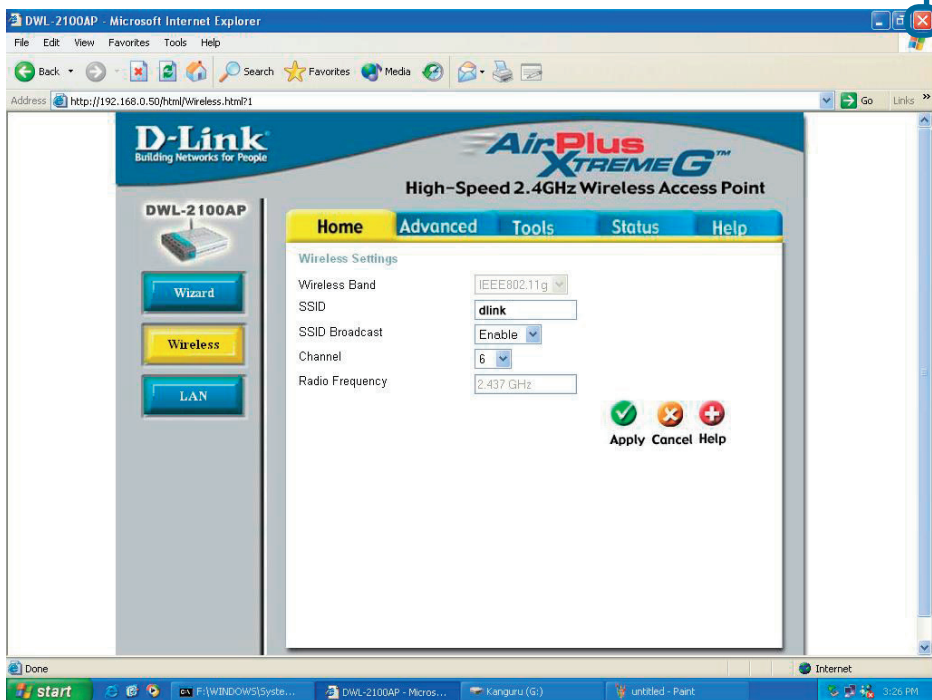 DWL-2100AP - Microsoft Internet Explorer
File Edit View Favorites Tools Help
Back Search Favorites Media
Address http://192.168.0.50/html/Wireless.html?1 Go Links »
D-Link
Building Networks for People
AirPlus
XTREME G™
High-Speed 2.4GHz Wireless Access Point
DWL-2100AP
Home Advanced Tools Status Help
Wizard
Wireless
LAN
Wireless Settings
Wireless Band IEEE802.11g
SSID dlink
SSID Broadcast Enable
Channel 6
Radio Frequency 2.437 GHz
Apply Cancel Help
Done Internet
start F:\WINDOWS\Syste... DWL-2100AP - Micros... Kanguru (G:) untitled - Paint 3:26 PM